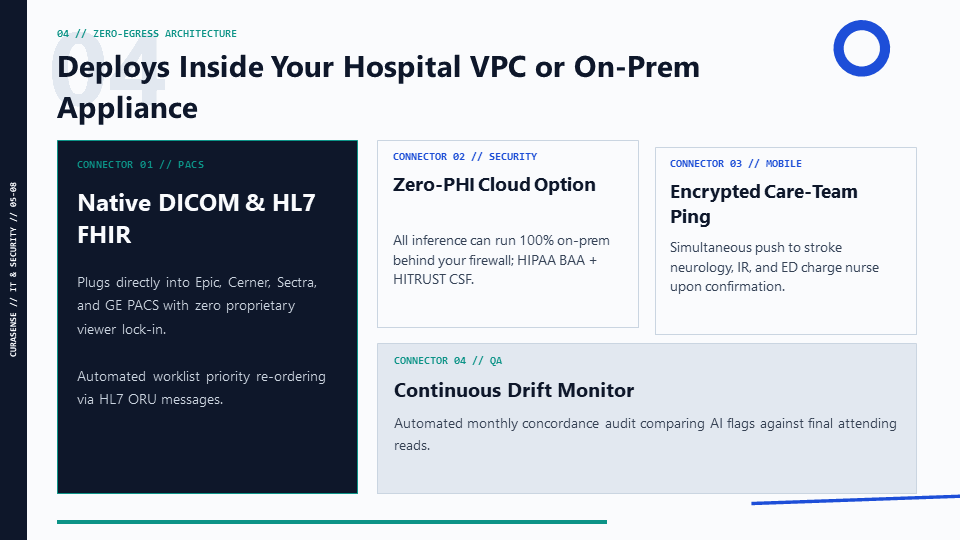 04 // ZERO-EGRESS ARCHITECTURE
04
Deploys Inside Your Hospital VPC or On-Prem
Appliance
CURASENSE // IT & SECURITY // 05-08
CONNECTOR 01 // PACS
Native DICOM & HL7
FHIR
Plugs directly into Epic, Cerner, Sectra,
and GE PACS with zero proprietary
viewer lock-in.
Automated worklist priority re-ordering
via HL7 ORU messages.
CONNECTOR 02 // SECURITY
Zero-PHI Cloud Option
All inference can run 100% on-prem
behind your firewall; HIPAA BAA +
HITRUST CSF.
CONNECTOR 03 // MOBILE
Encrypted Care-Team
Ping
Simultaneous push to stroke
neurology, IR, and ED charge nurse
upon confirmation.
CONNECTOR 04 // QA
Continuous Drift Monitor
Automated monthly concordance audit comparing AI flags against final attending
reads.